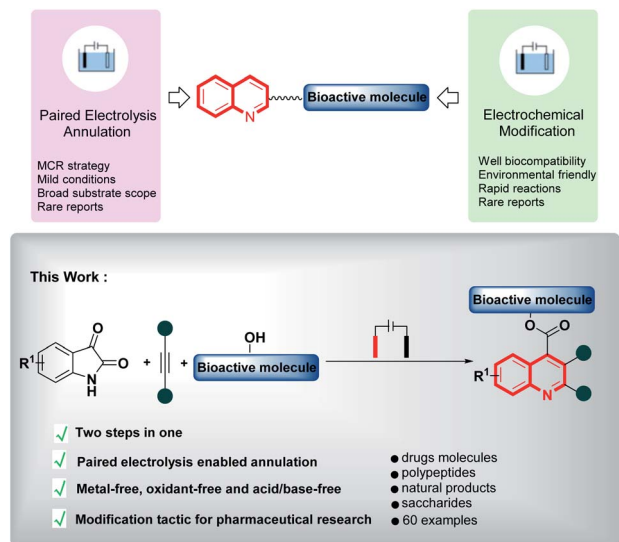 Paired Electrolysis
Annulation
MCR strategy
Mild conditions
Broad substrate scope
Rare reports
N
Bioactive molecule
Electrochemical
Modification
Well biocompatibility
Environmental friendly
Rapid reactions
Rare reports
This Work :
R1
O
O
N
H
+
+
OH
Bioactive molecule
Bioactive molecule
O
O
R1
N
√ Two steps in one
√ Paired electrolysis enabled annulation
√ Metal-free, oxidant-free and acid/base-free
√ Modification tactic for pharmaceutical research
● drugs molecules
● polypeptides
● natural products
● saccharides
● 60 examples